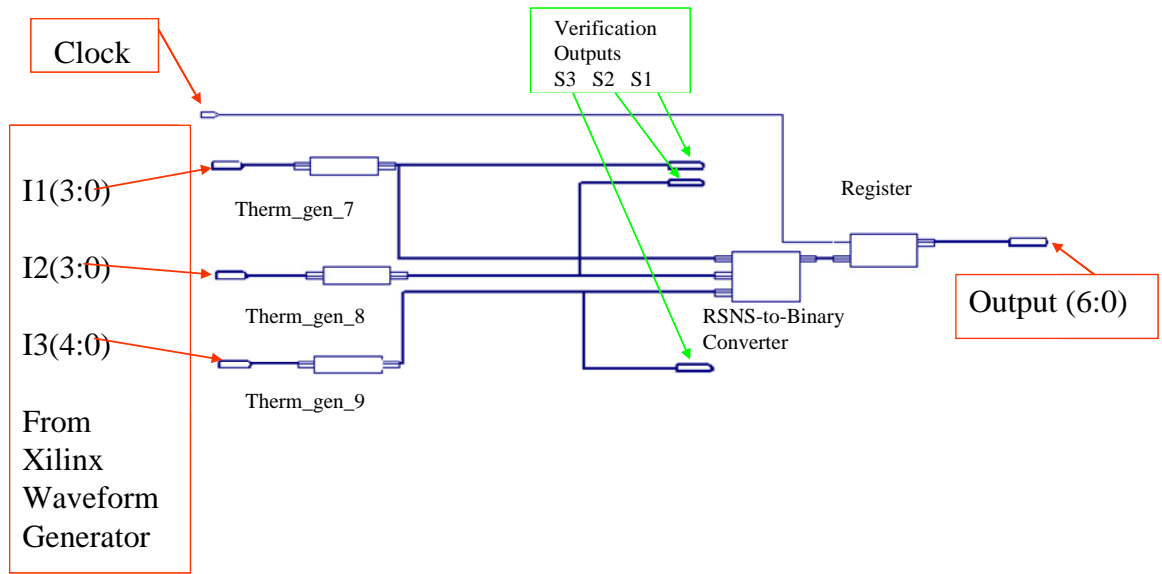 Clock
Verification
Outputs
S3 S2 S1
I1(3:0)
I2(3:0)
I3(4:0)
From
Xilinx
Waveform
Generator
Therm_gen_7
Therm_gen_8
Therm_gen_9
RSNS-to-Binary
Converter
Register
Output (6:0)